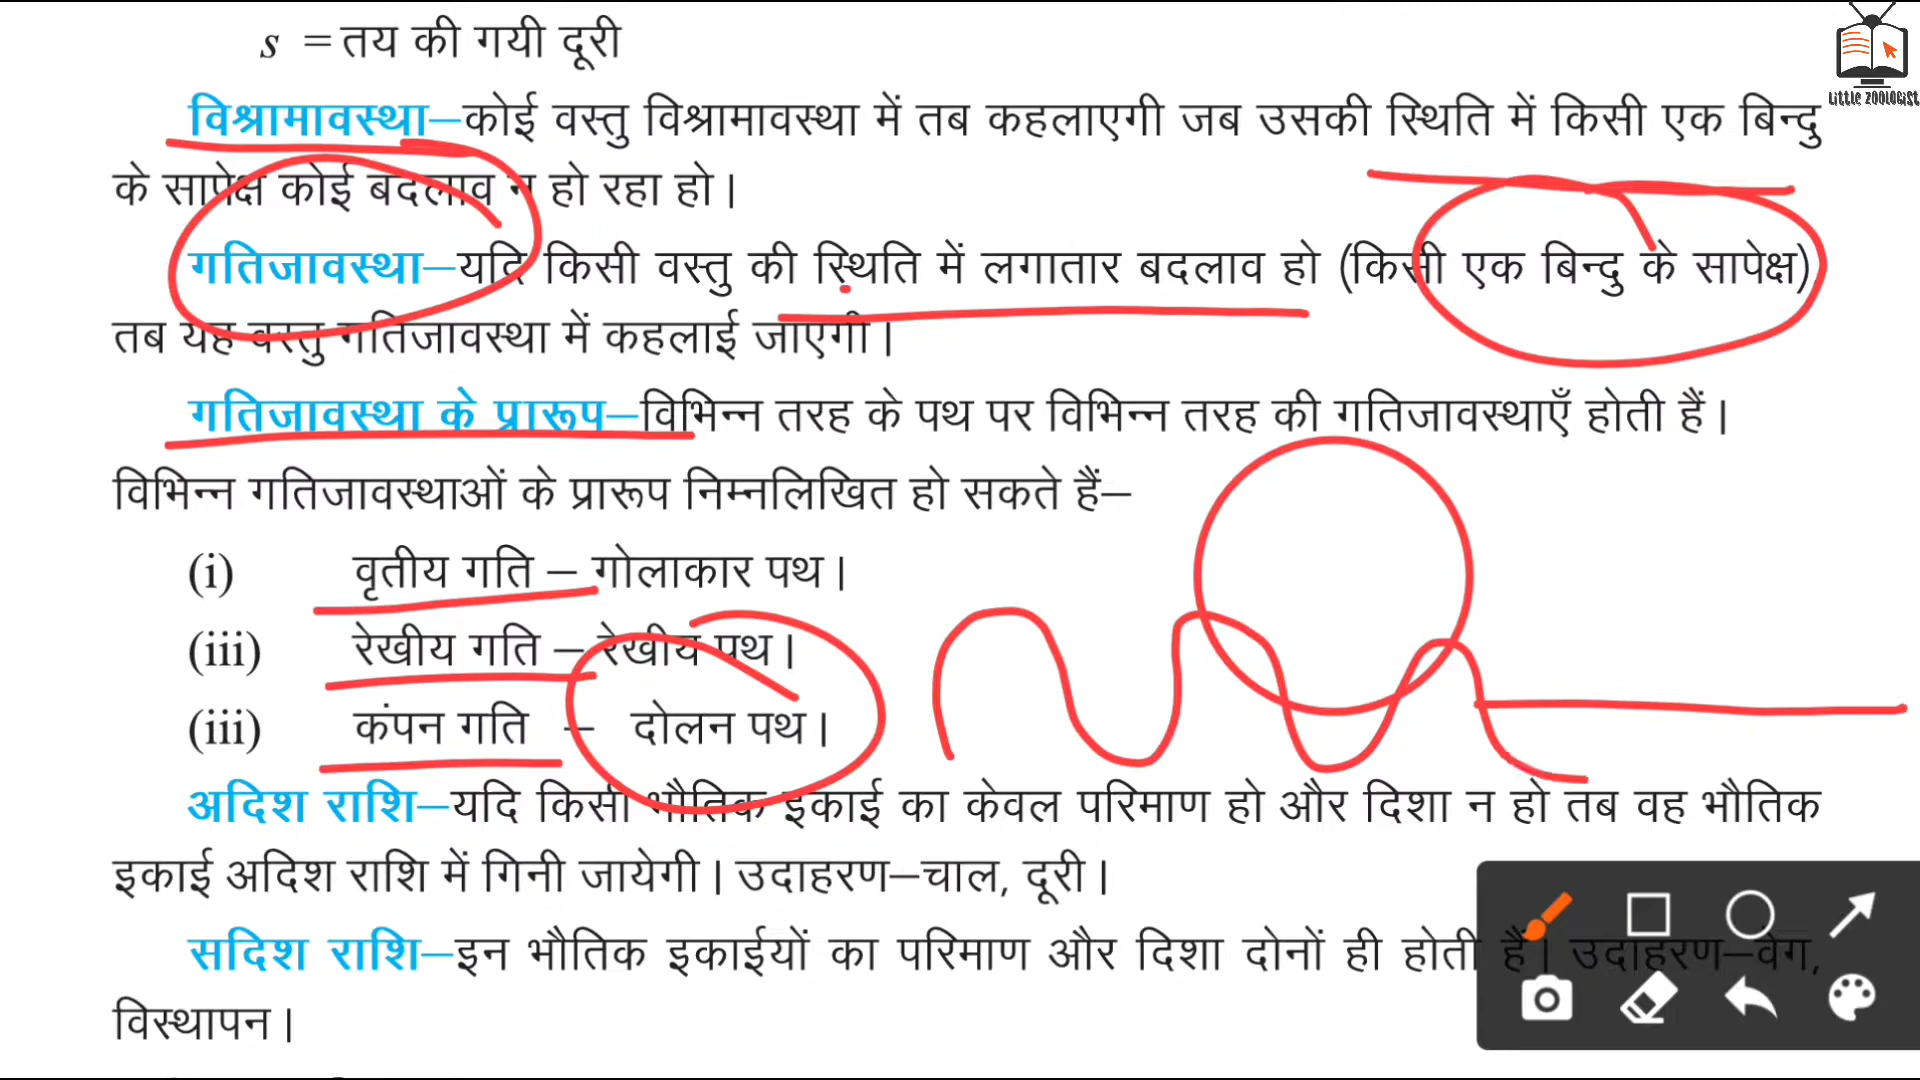 s = तय की गयी दूरी
LITTLE ZOOLOGIST
विश्रामावस्था–कोई वस्तु विश्रामावस्था में तब कहलाएगी जब उसकी स्थिति में किसी एक बिन्दु
के सापेक्ष कोई बदलाव न हो रहा हो।
गतिजावस्था–यदि किसी वस्तु की स्थिति में लगातार बदलाव हो (किसी एक बिन्दु के सापेक्ष)
तब यह वस्तु गतिजावस्था में कहलाई जाएगी।
गतिजावस्था के प्रारूप–विभिन्न तरह के पथ पर विभिन्न तरह की गतिजावस्थाएँ होती हैं।
विभिन्न गतिजावस्थाओं के प्रारूप निम्नलिखित हो सकते हैं–
(i) वृतीय गति – गोलाकार पथ।
(iii) रेखीय गति – रेखीय पथ।
(iii) कंपन गति – दोलन पथ।
अदिश राशि–यदि किसी भौतिक इकाई का केवल परिमाण हो और दिशा न हो तब वह भौतिक
इकाई अदिश राशि में गिनी जायेगी। उदाहरण–चाल, दूरी।
सदिश राशि–इन भौतिक इकाईयों का परिमाण और दिशा दोनों ही होती हैं। उदाहरण–वेग,
विस्थापन।